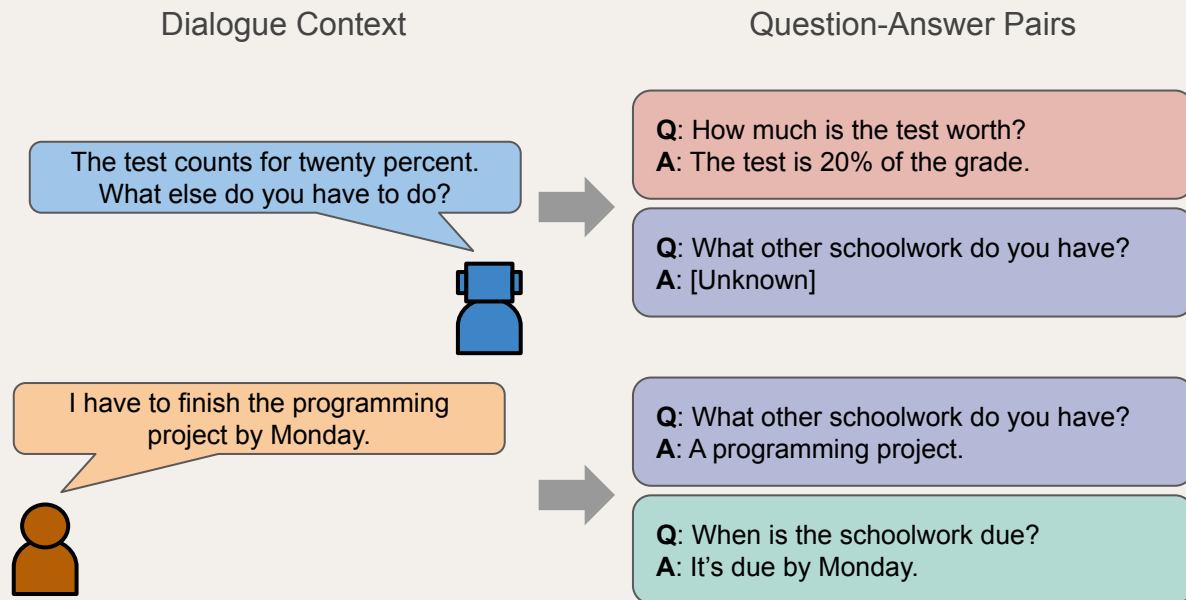 Dialogue Context
Question-Answer Pairs
The test counts for twenty percent.
What else do you have to do?
Q: How much is the test worth?
A: The test is 20% of the grade.
Q: What other schoolwork do you have?
A: [Unknown]
I have to finish the programming
project by Monday.
Q: What other schoolwork do you have?
A: A programming project.
Q: When is the schoolwork due?
A: It’s due by Monday.